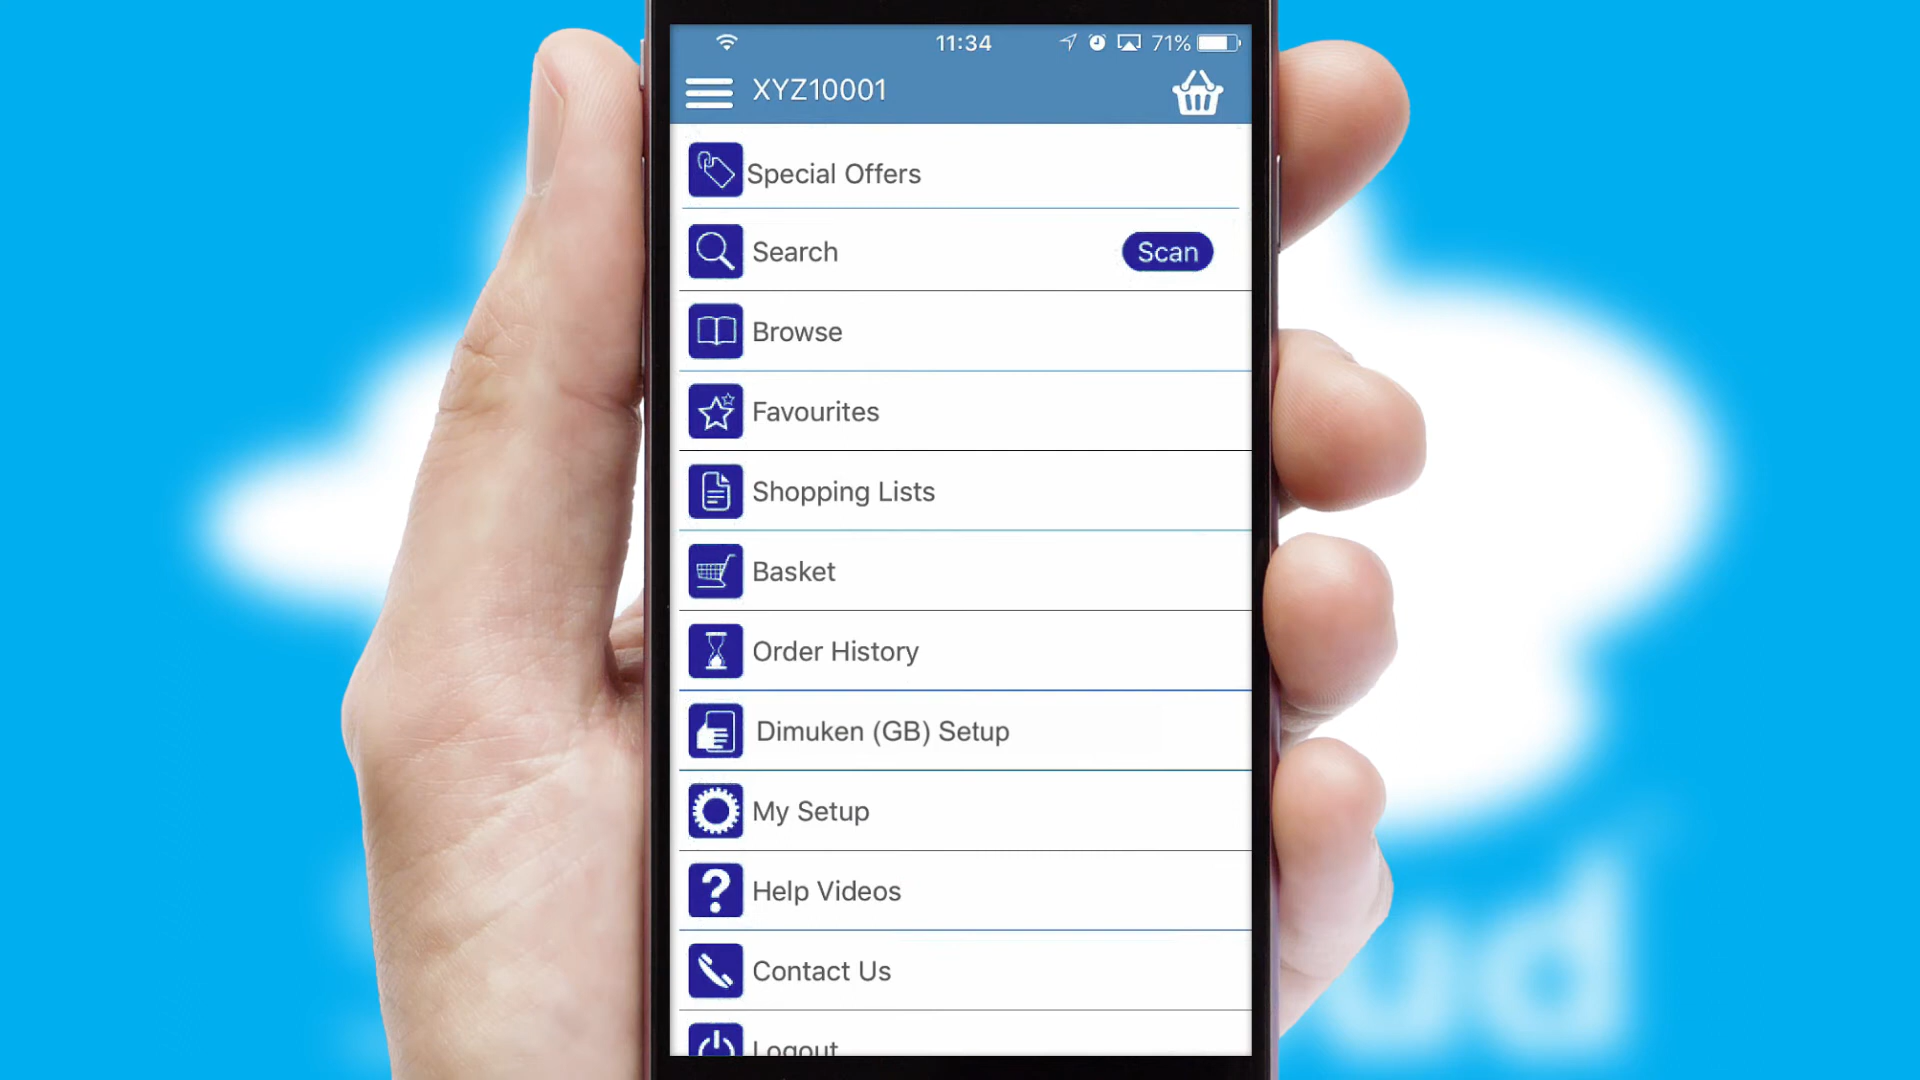 11:34
71%
XYZ10001
Special Offers
Search
Scan
Browse
Favourites
Shopping Lists
Basket
Order History
Dimuken (GB) Setup
My Setup
Help Videos
Contact Us
Logout
ud